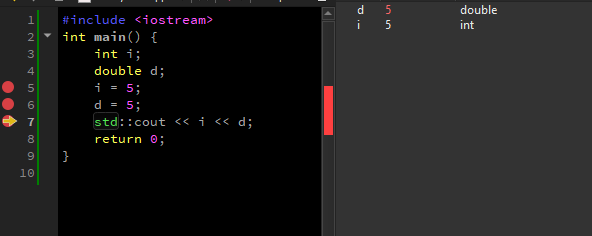 1 #include <iostream>
2 int main() {
3 int i;
4 double d;
5 i = 5;
6 d = 5;
7 std::cout << i << d;
8 return 0;
9 }
10
d 5 double
i 5 int